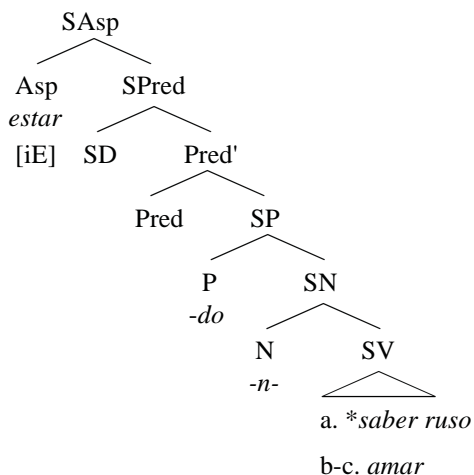 SAsp
Asp SPred
estar
[iE] SD Pred'
Pred SP
P SN
-do
N SV
-n-
a. *saber ruso
b-c. amar